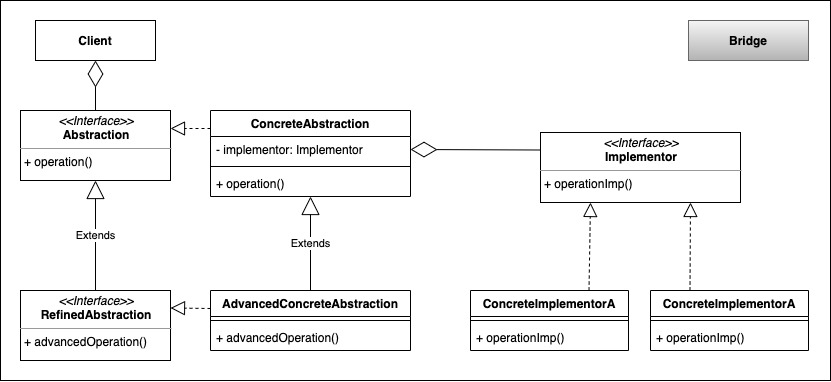 Client
Bridge
<<Interface>>
Abstraction
+ operation()
ConcreteAbstraction
- implementor: Implementor
+ operation()
<<Interface>>
Implementor
+ operationImp()
Extends
Extends
<<Interface>>
RefinedAbstraction
+ advancedOperation()
AdvancedConcreteAbstraction
+ advancedOperation()
ConcreteImplementorA
+ operationImp()
ConcreteImplementorA
+ operationImp()